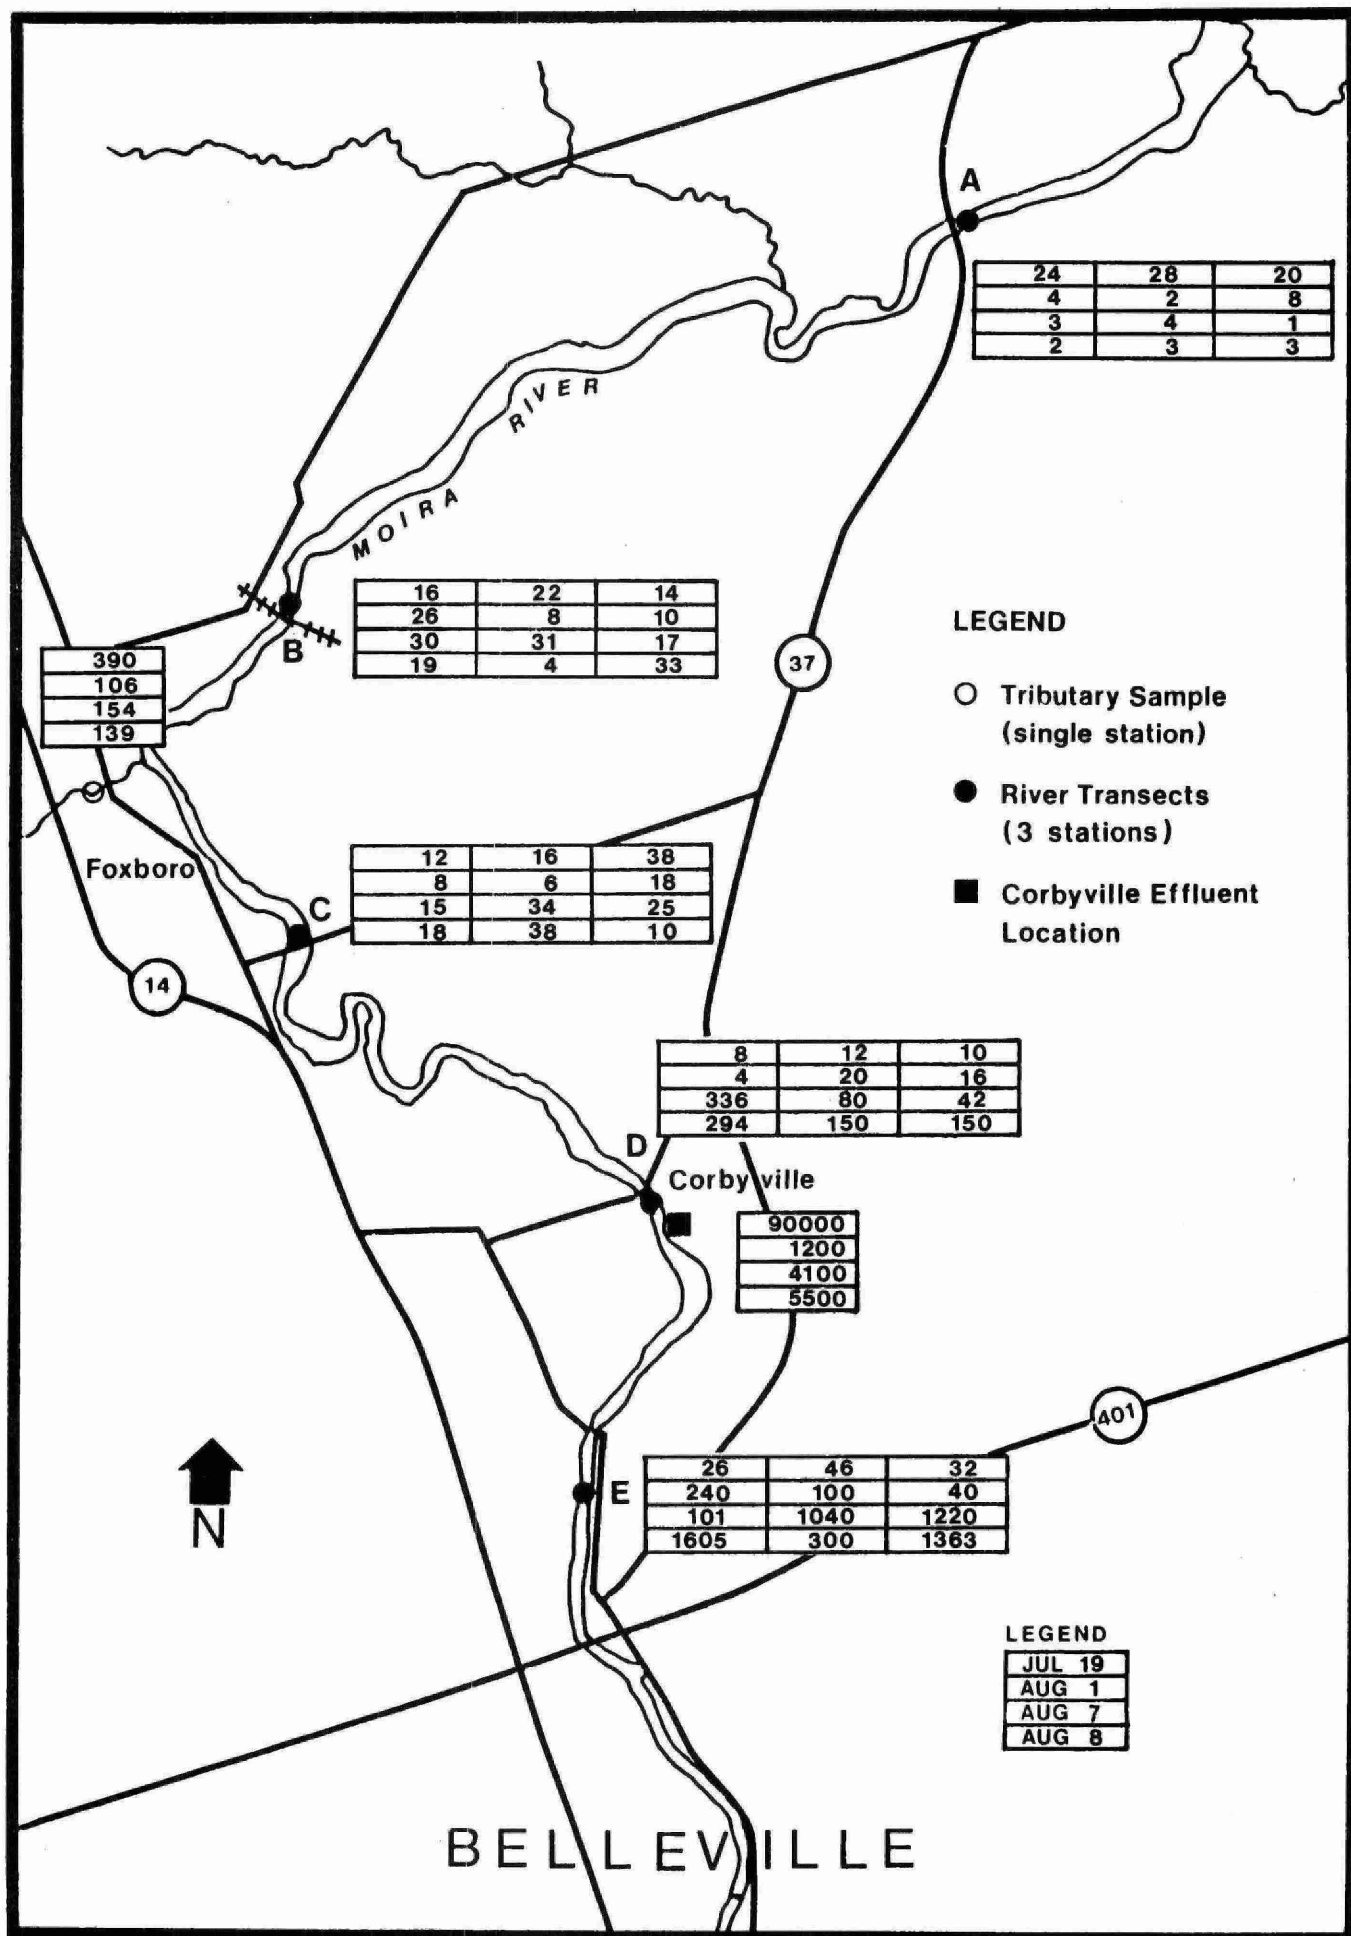 A
24 28 20
4 2 8
3 4 1
2 3 3
MOIRA RIVER
16 22 14
26 8 10
30 31 17
19 4 33
B
37
LEGEND
390
106
154
139
Tributary Sample
(single station)
River Transects
(3 stations)
Foxboro
12 16 38
8 6 18
15 34 25
18 38 10
C
Corbyville Effluent
Location
14
8 12 10
4 20 16
336 80 42
294 150 150
D
Corbyville
90000
1200
4100
5500
401
N
E
26 46 32
240 100 40
101 1040 1220
1605 300 1363
LEGEND
JUL 19
AUG 1
AUG 7
AUG 8
BELLEVILLE